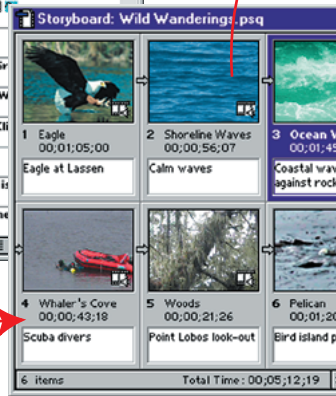 Storyboard: Wild Wanderings.psq
1 Eagle
00;01;05;00
Eagle at Lassen
2 Shoreline Waves
00;00;56;07
Calm waves
3 Ocean
00;01;45
Coastal
against
4 Whaler's Cove
00;00;43;18
Scuba divers
5 Woods
00;00;21;26
Point Lobos look-out
6 Pelican
00;01;20
Bird island
6 items
Total Time: 00;05;12;19